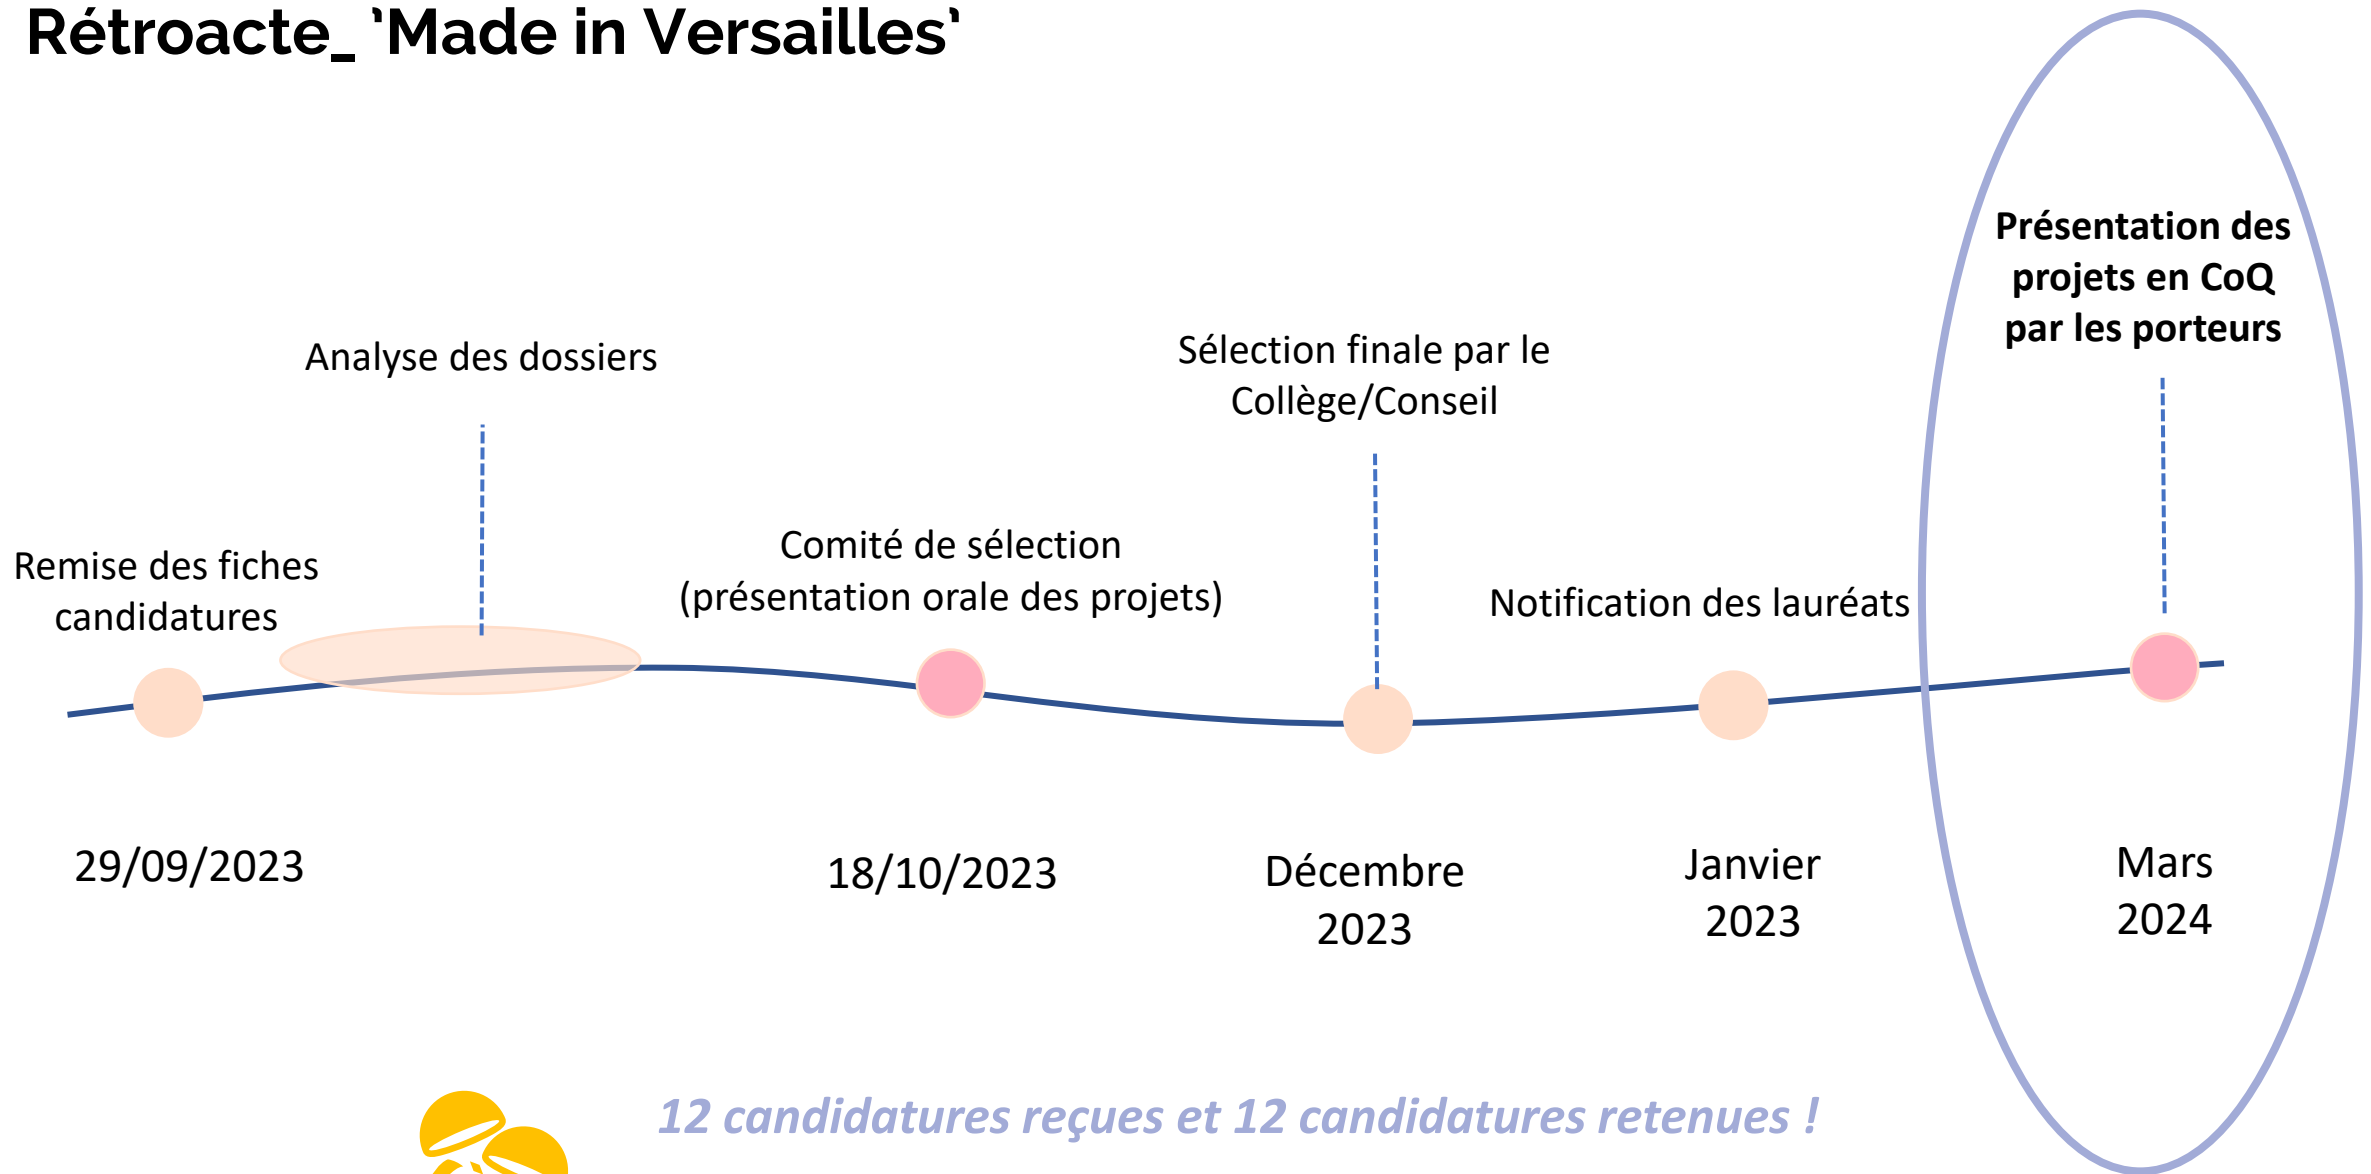 Rétroacte_ 'Made in Versailles'
Présentation des
projets en CoQ
par les porteurs
Analyse des dossiers
Sélection finale par le
Collège/Conseil
Remise des fiches
candidatures
Comité de sélection
(présentation orale des projets)
Notification des lauréats
29/09/2023
18/10/2023
Décembre
2023
Janvier
2023
Mars
2024
12 candidatures reçues et 12 candidatures retenues !